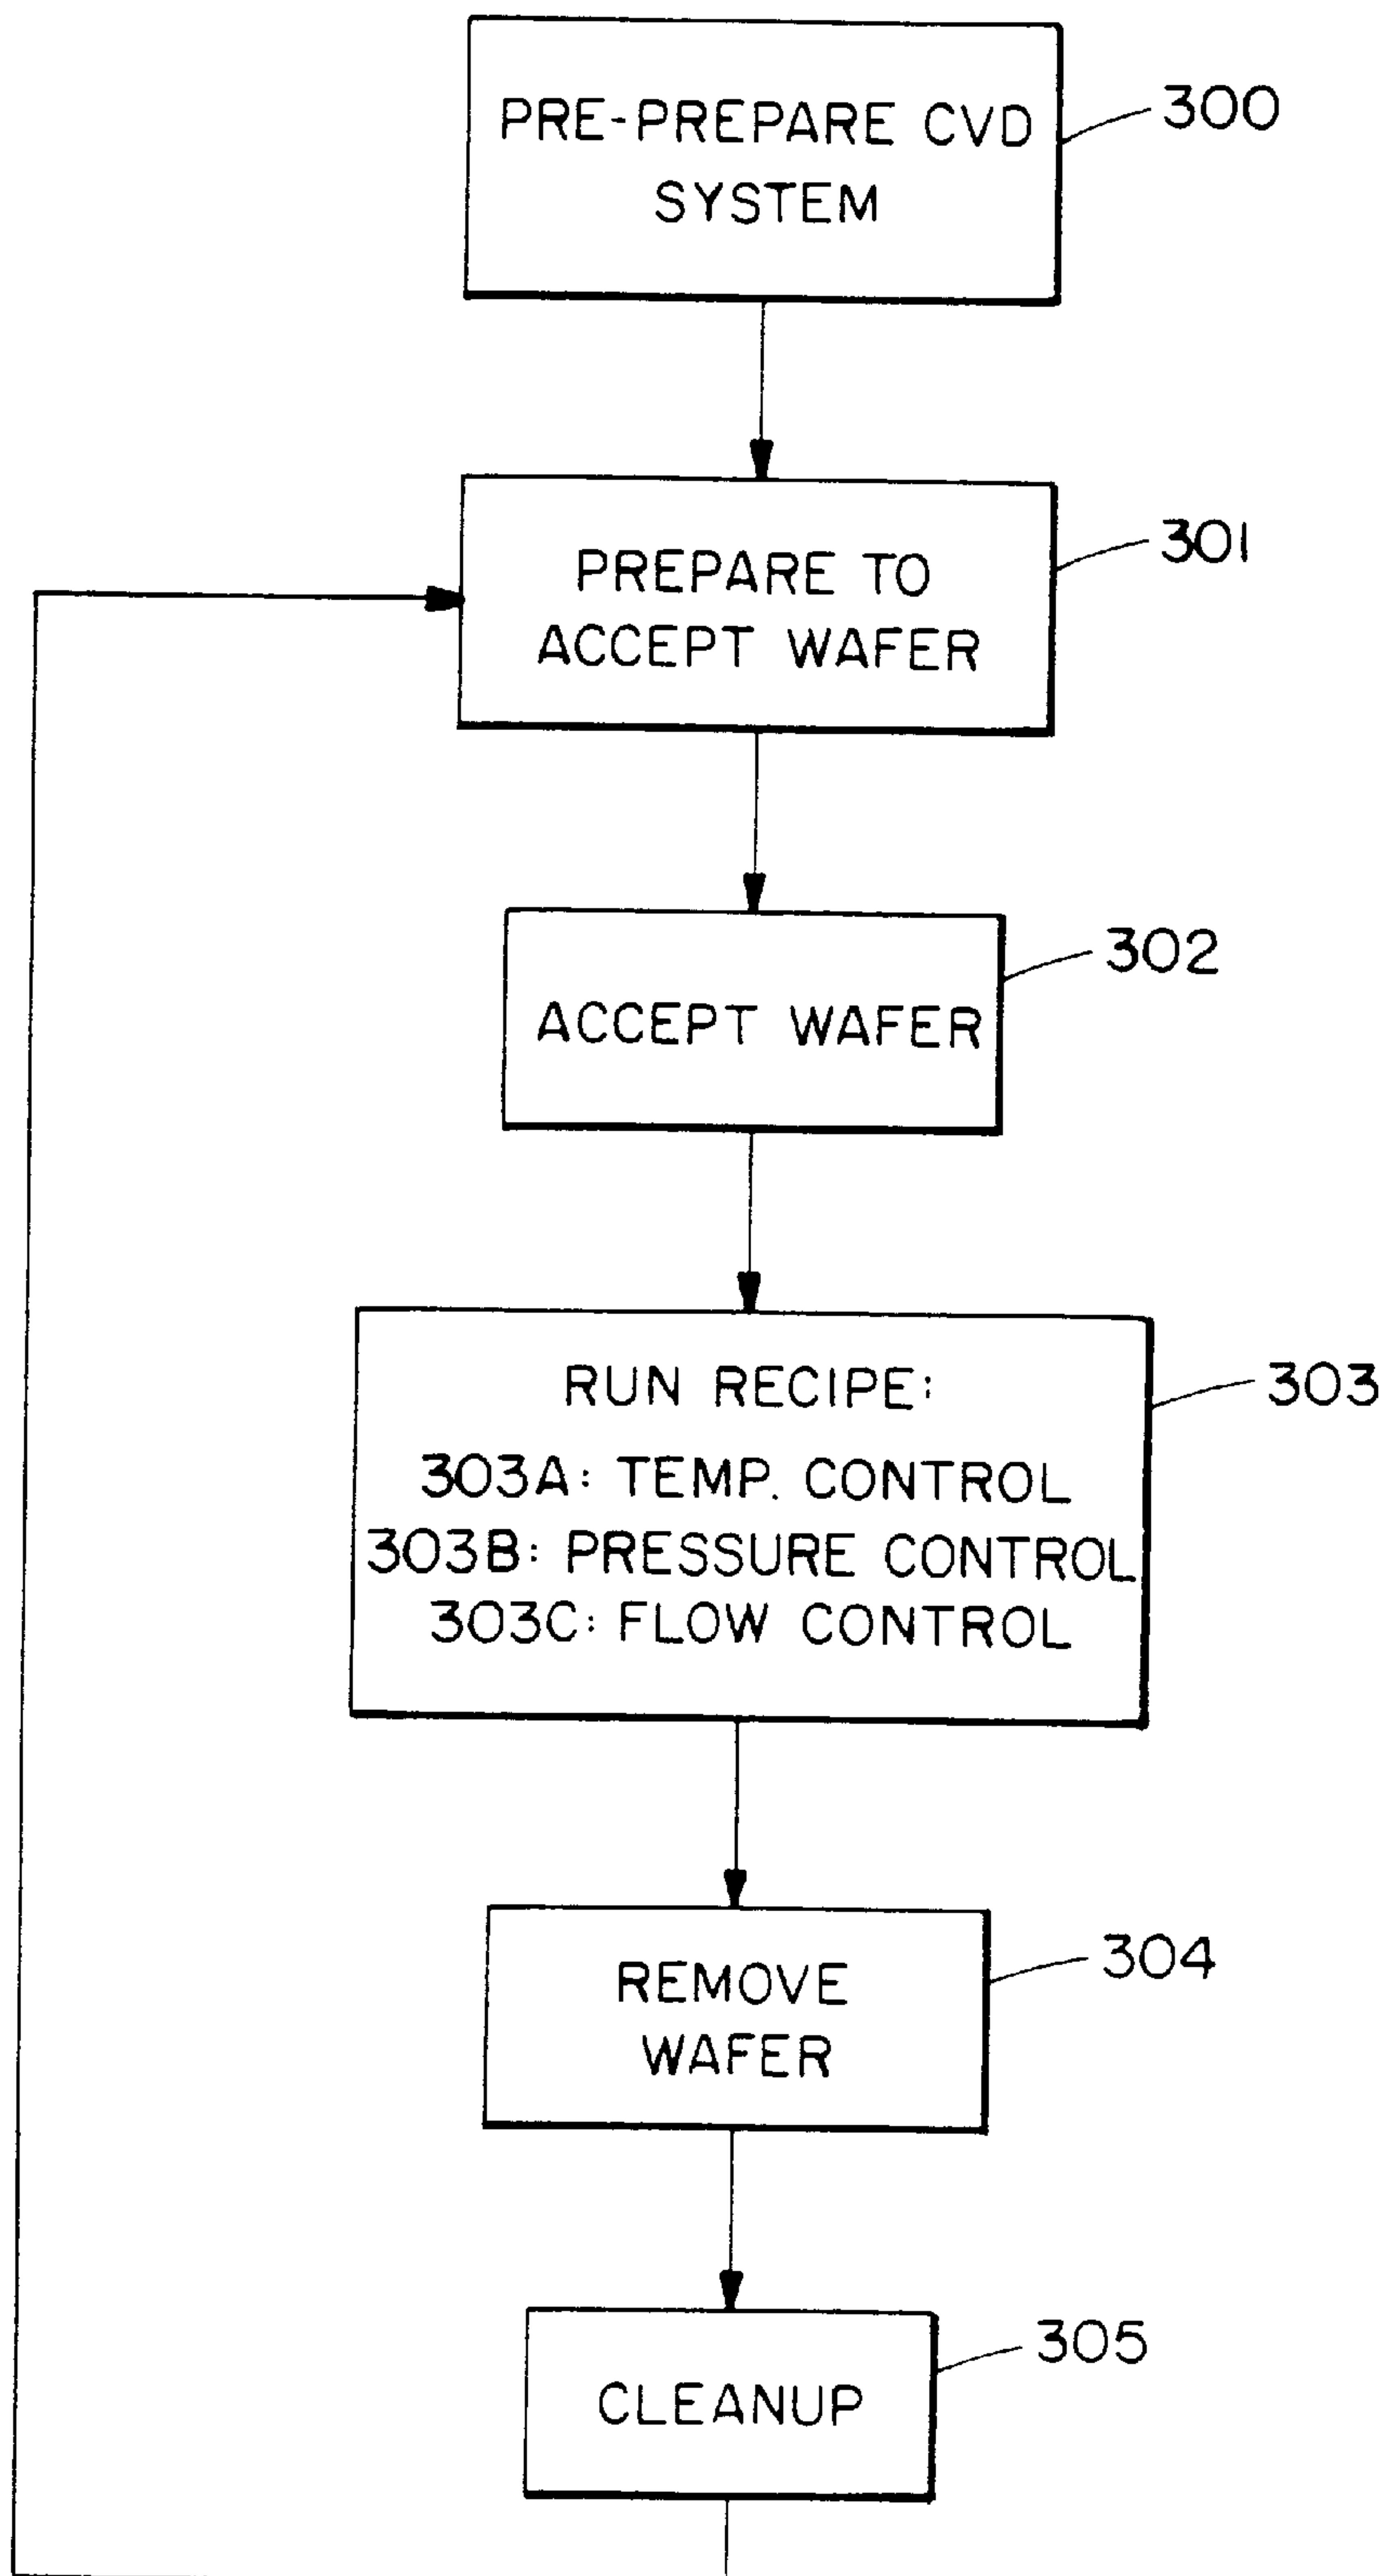 PRE-PREPARE CVD
SYSTEM
300
PREPARE TO
ACCEPT WAFER
301
ACCEPT WAFER
302
RUN RECIPE:
303A: TEMP. CONTROL
303B: PRESSURE CONTROL
303C: FLOW CONTROL
303
REMOVE
WAFER
304
CLEANUP
305